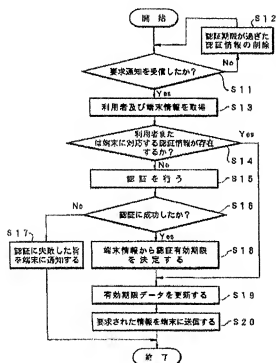 開始
S12
認証期限が過ぎた
認証情報の削除
要求通知を受信したか?
No
S11
Yes
S13
利用者及び端末情報を取得
利用者また
は端末に対応する認証情報が存在
するか?
Yes
S14
No
S15
認証を行う
S16
No
認証に成功したか?
S17
Yes
認証に失敗した旨
を端末に通知する
端末情報から認証有効期限
を決定する
S18
有効期限データを更新する
S19
要求された情報を端末に送信する
S20
終了